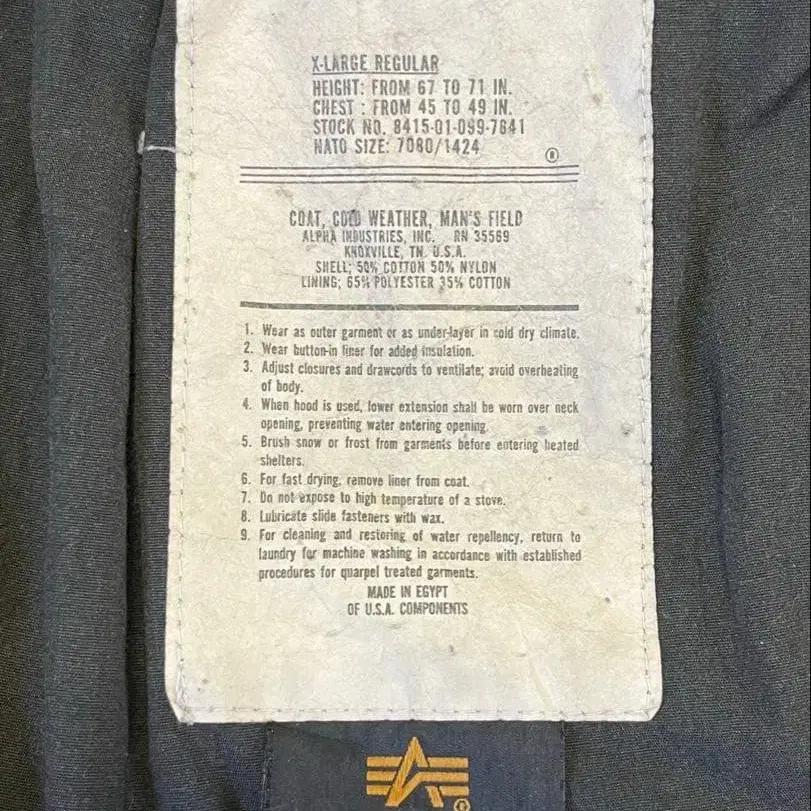 X-LARGE REGULAR
HEIGHT: FROM 67 TO 71 IN.
CHEST : FROM 45 TO 49 IN.
STOCK NO. 8415-01-099-7841
NATO SIZE: 7080/1424
®
COAT, COLD WEATHER, MAN'S FIELD
ALPHA INDUSTRIES, INC. RN 35569
KNOXVILLE, TN. U.S.A.
SHELL; 50% COTTON 50% NYLON
LINING; 65% POLYESTER 35% COTTON
1. Wear as outer garment or as under-layer in cold dry climate.
2. Wear button-in liner for added insulation.
3. Adjust closures and drawcords to ventilate; avoid overheating
of body.
4. When hood is used, lower extension shall be worn over neck
opening, preventing water entering opening.
5. Brush snow or frost from garments before entering heated
shelters.
6. For fast drying, remove liner from coat.
7. Do not expose to high temperature of a stove.
8. Lubricate slide fasteners with wax.
9. For cleaning and restoring of water repellency, return to
laundry for machine washing in accordance with established
procedures for quarpel treated garments.
MADE IN EGYPT
OF U.S.A. COMPONENTS
®